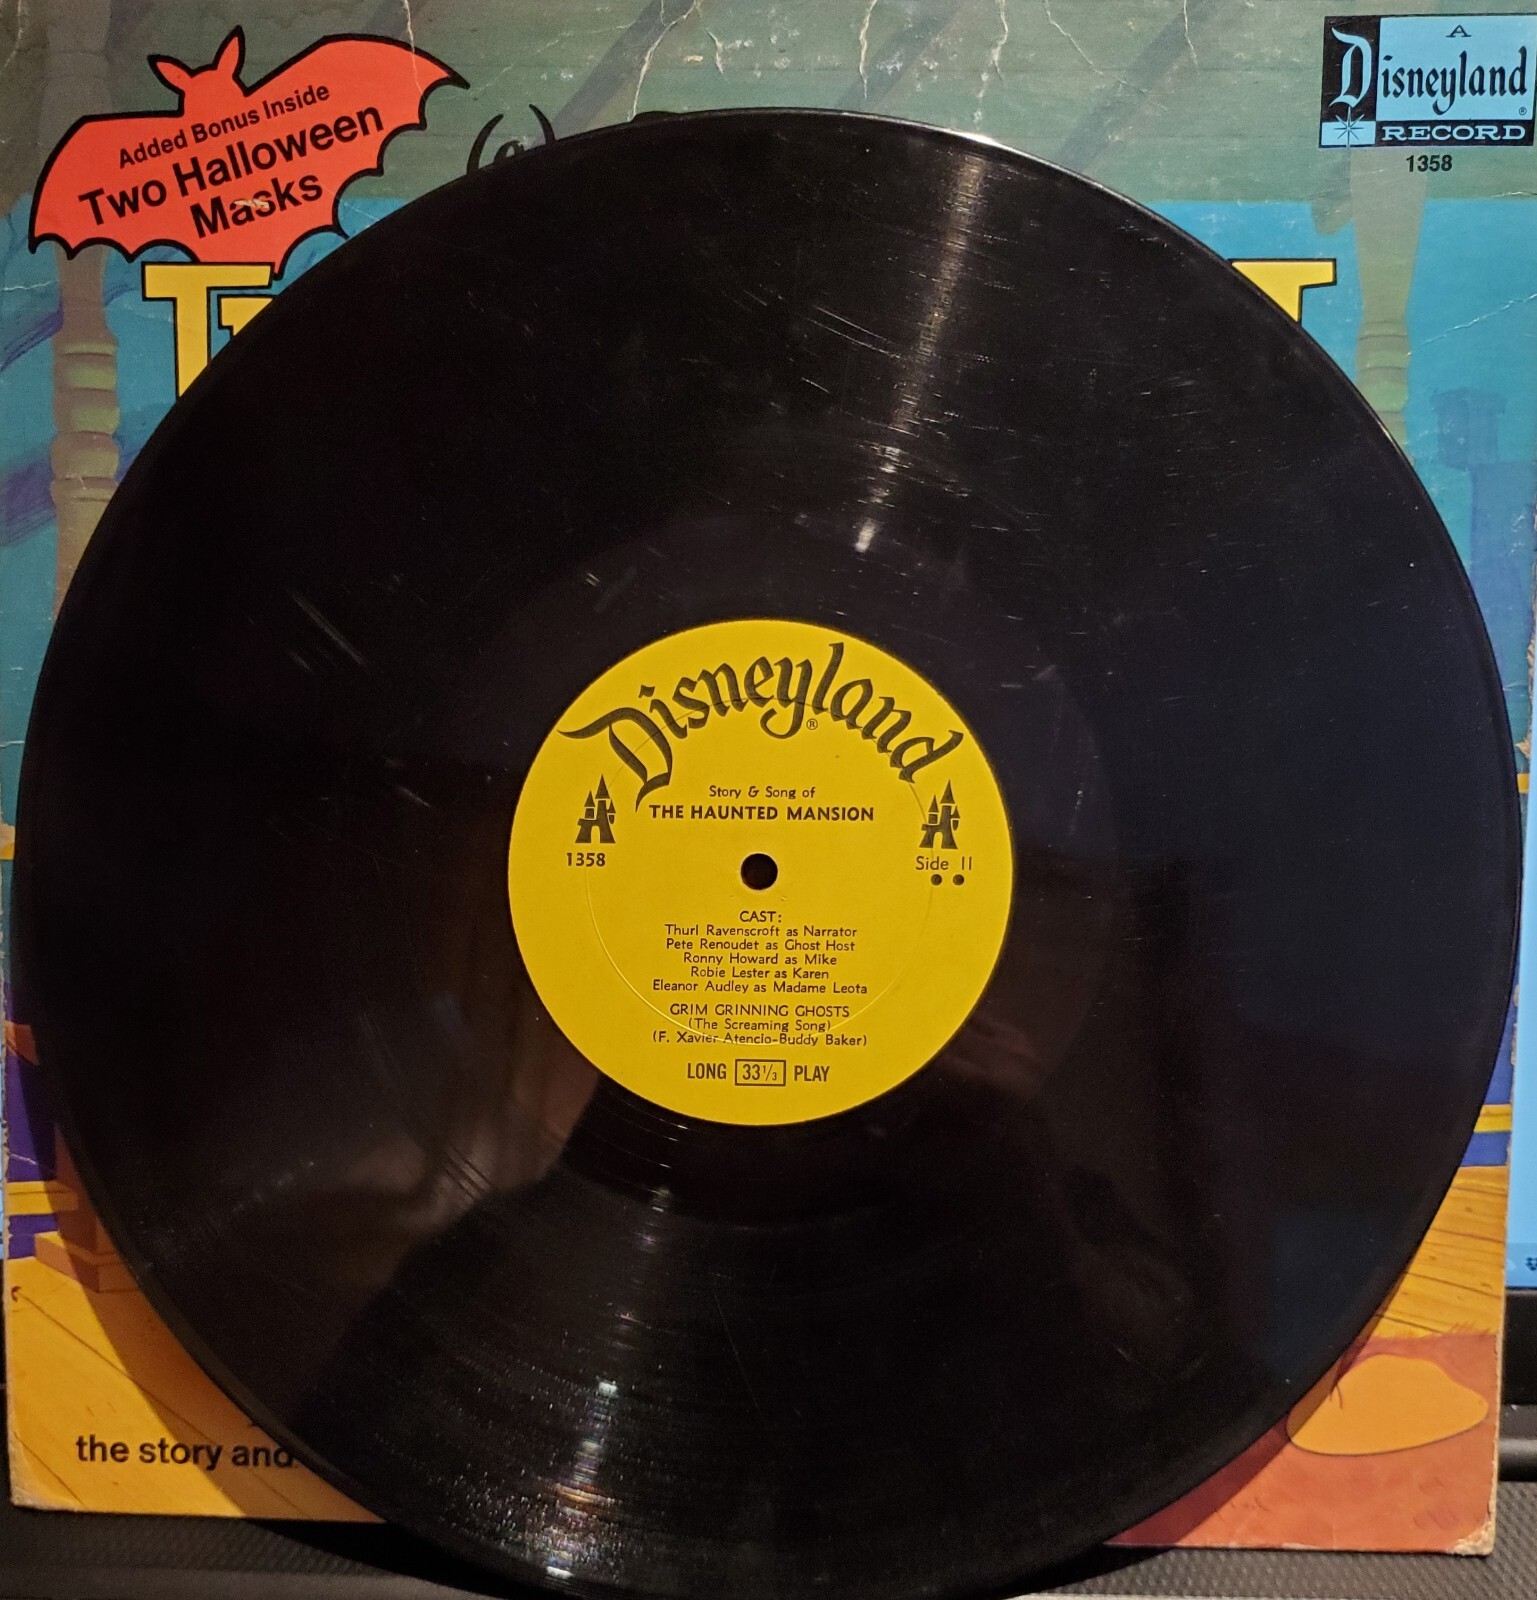 Added Bonus Inside
Two Halloween
Masks
A
Disneyland®
RECORD
1358
Disneyland®
Story & Song of
THE HAUNTED MANSION
1358
Side II
CAST:
Thurl Ravenscroft as Narrator
Pete Renoudet as Ghost Host
Ronny Howard as Mike
Robie Lester as Karen
Eleanor Audley as Madame Leota
GRIM GRINNING GHOSTS
(The Screaming Song)
(F. Xavier Atencio-Buddy Baker)
LONG 33⅓ PLAY
the story and